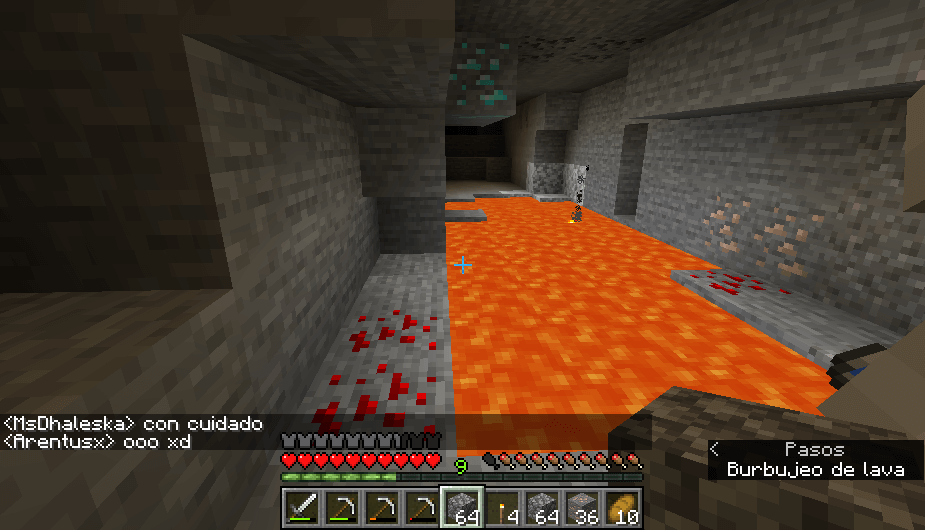 <MsDhaleska> con cuidado
<Arentusx> ooo xd
< Pasos
Burbujeo de lava
9
64 4 64 36 10